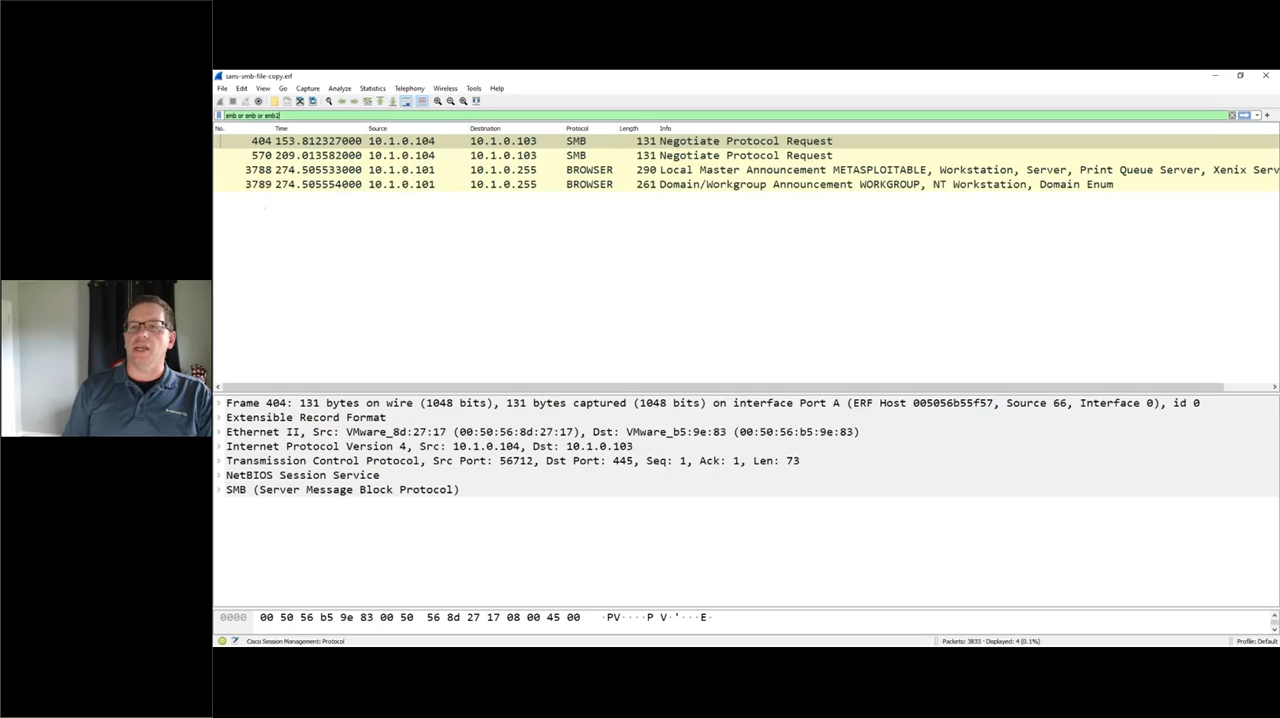 sans-smb-file-copy.erf
File Edit View Go Capture Analyze Statistics Telephony Wireless Tools Help
smb or smb or smb2
No. Time Source Destination Protocol Length Info
404 153.812327000 10.1.0.104 10.1.0.103 SMB 131 Negotiate Protocol Request
570 209.013582000 10.1.0.104 10.1.0.103 SMB 131 Negotiate Protocol Request
3788 274.505533000 10.1.0.101 10.1.0.255 BROWSER 290 Local Master Announcement METASPLOITABLE, Workstation, Server, Print Queue Server, Xenix Serv
3789 274.505554000 10.1.0.101 10.1.0.255 BROWSER 261 Domain/Workgroup Announcement WORKGROUP, NT Workstation, Domain Enum
Frame 404: 131 bytes on wire (1048 bits), 131 bytes captured (1048 bits) on interface Port A (ERF Host 005056b55f57, Source 66, Interface 0), id 0
Extensible Record Format
Ethernet II, Src: VMware_8d:27:17 (00:50:56:8d:27:17), Dst: VMware_b5:9e:83 (00:50:56:b5:9e:83)
Internet Protocol Version 4, Src: 10.1.0.104, Dst: 10.1.0.103
Transmission Control Protocol, Src Port: 56712, Dst Port: 445, Seq: 1, Ack: 1, Len: 73
NetBIOS Session Service
SMB (Server Message Block Protocol)
0000 00 50 56 b5 9e 83 00 50 56 8d 27 17 08 00 45 00 ·PV····P V·'···E·
Cisco Session Management: Protocol
Packets: 3833 · Displayed: 4 (0.1%)
Profile: Default